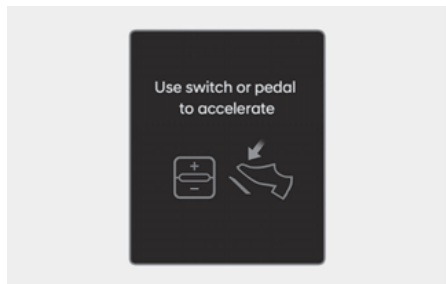 Use switch or pedal
to accelerate
+
−